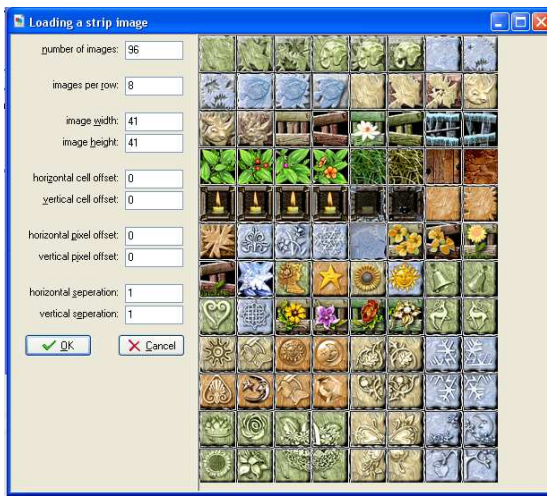 Loading a strip image
number of images: 96
images per row: 8
image width: 41
image height: 41
horizontal cell offset: 0
vertical cell offset: 0
horizontal pixel offset: 0
vertical pixel offset: 0
horizontal seperation: 1
vertical seperation: 1
OK Cancel